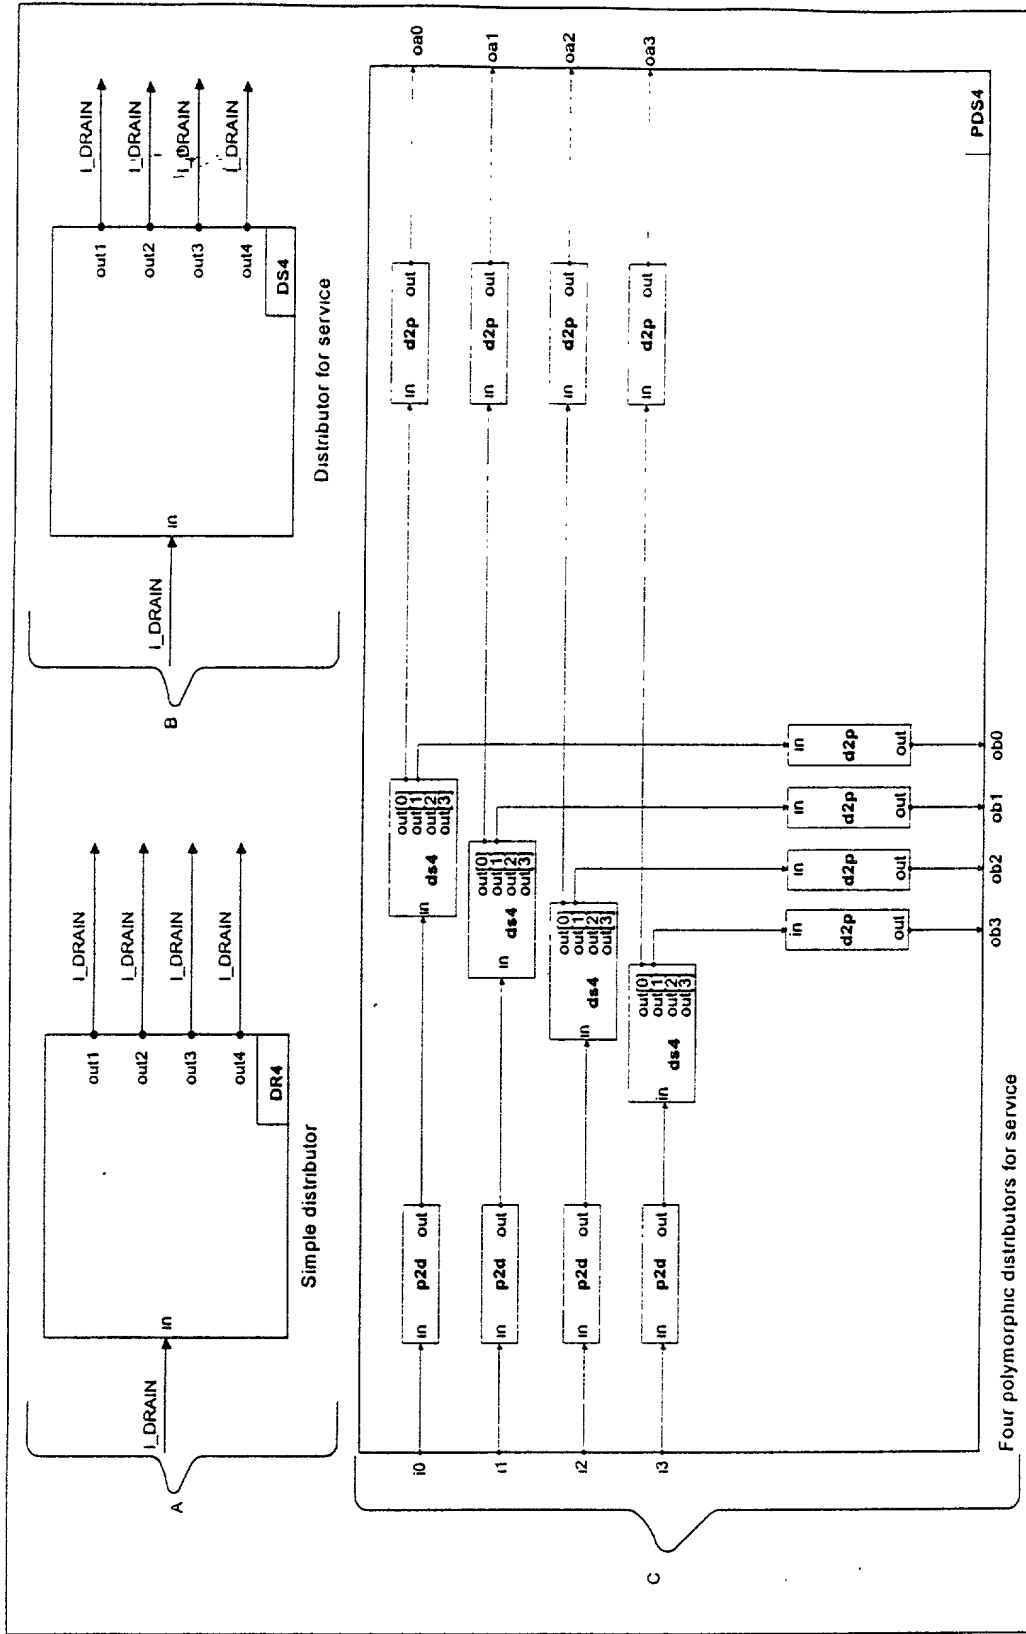 A
I_DRAIN
in
out1
out2
out3
out4
I_DRAIN
I_DRAIN
I_DRAIN
I_DRAIN
DR4
Simple distributor
B
I_DRAIN
in
out1
out2
out3
out4
I_DRAIN
I_DRAIN
I_DRAIN
I_DRAIN
DS4
Distributor for service
C
i0
in p2d out
in ds4 out[0] out[1] out[2] out[3]
in d2p out
oa0
i1
in p2d out
in ds4 out[0] out[1] out[2] out[3]
in d2p out
oa1
i2
in p2d out
in ds4 out[0] out[1] out[2] out[3]
in d2p out
oa2
i3
in p2d out
in ds4 out[0] out[1] out[2] out[3]
in d2p out
oa3
in d2p out
in d2p out
in d2p out
in d2p out
ob3
ob2
ob1
ob0
PDS4
Four polymorphic distributors for service